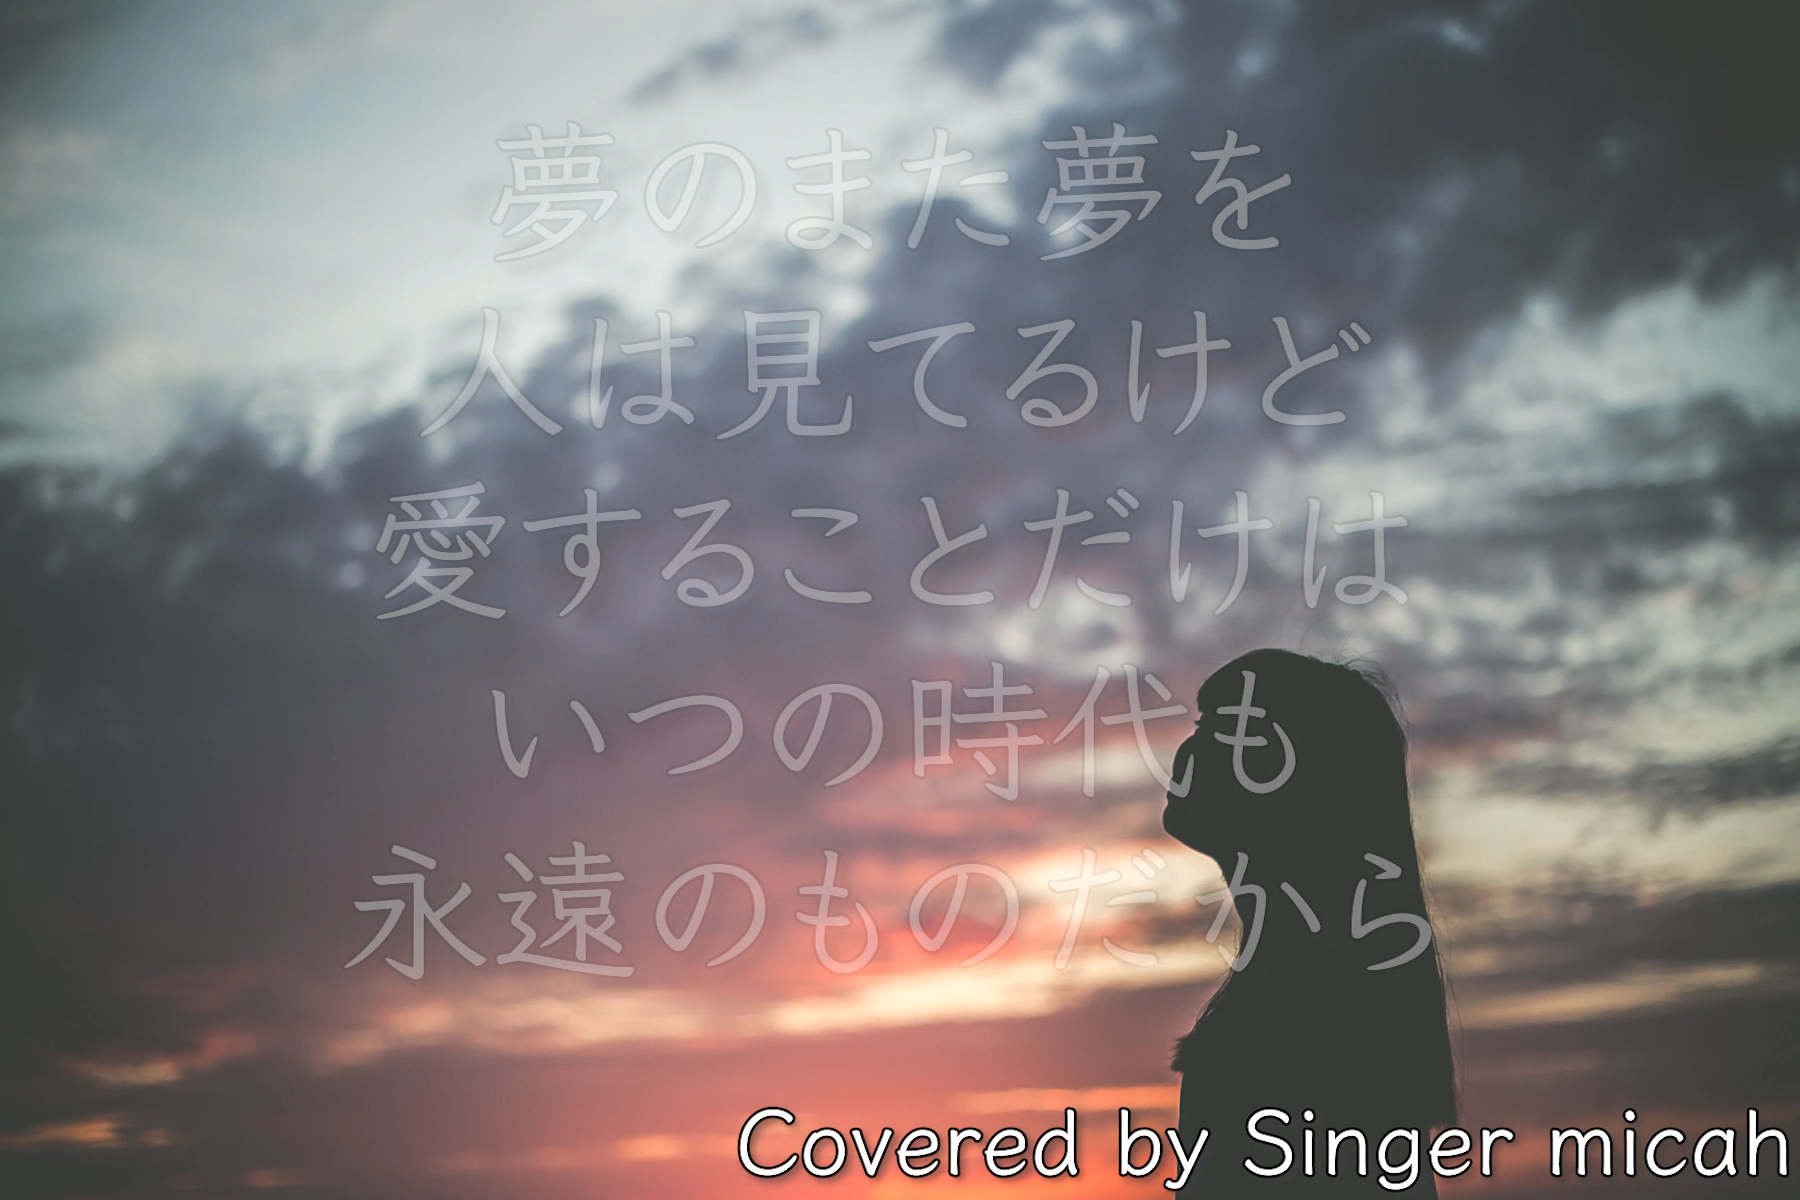 夢のまた夢を
人は見てるけど
愛することだけは
いつの時代も
永遠のものだから
Covered by Singer micah